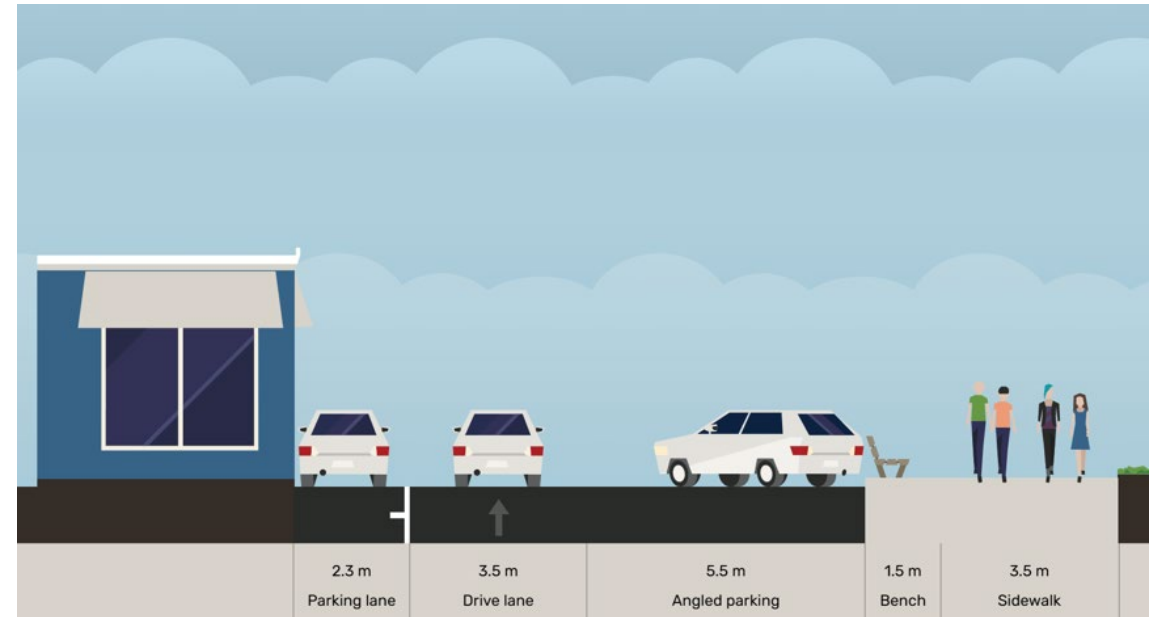 2.3 m
Parking lane
3.5 m
Drive lane
5.5 m
Angled parking
1.5 m
Bench
3.5 m
Sidewalk